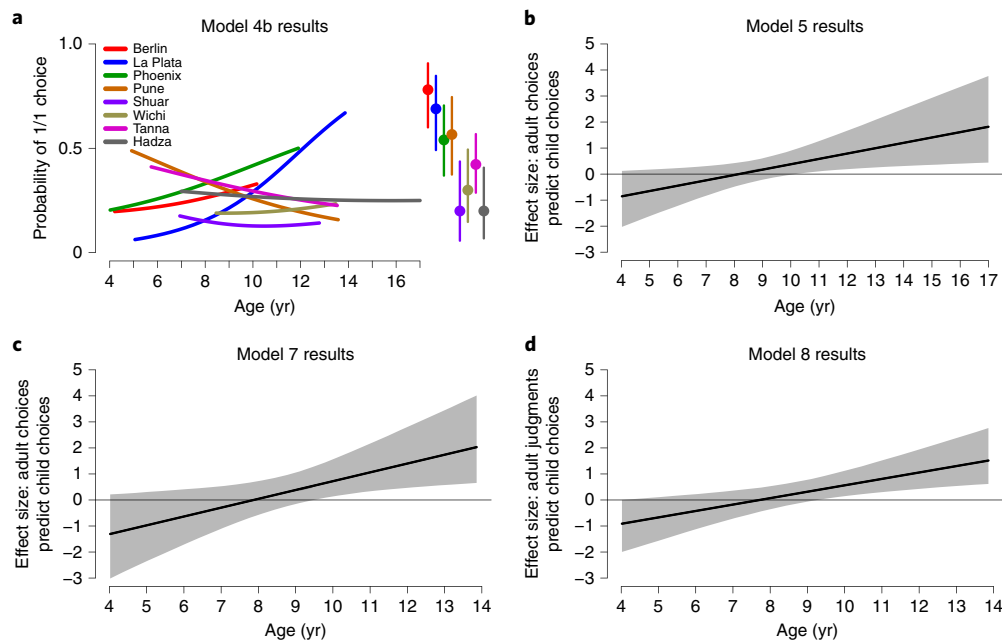 a
Model 4b results
1.0
0.5
0
Probability of 1/1 choice
Berlin
La Plata
Phoenix
Pune
Shuar
Wichi
Tanna
Hadza
4 6 8 10 12 14 16
Age (yr)
b
Model 5 results
5
4
3
2
1
0
−1
−2
−3
Effect size: adult choices
predict child choices
4 5 6 7 8 9 10 11 12 13 14 15 16 17
Age (yr)
c
Model 7 results
5
4
3
2
1
0
−1
−2
−3
Effect size: adult choices
predict child choices
4 5 6 7 8 9 10 11 12 13 14
Age (yr)
d
Model 8 results
5
4
3
2
1
0
−1
−2
−3
Effect size: adult judgments
predict child choices
4 5 6 7 8 9 10 11 12 13 14
Age (yr)